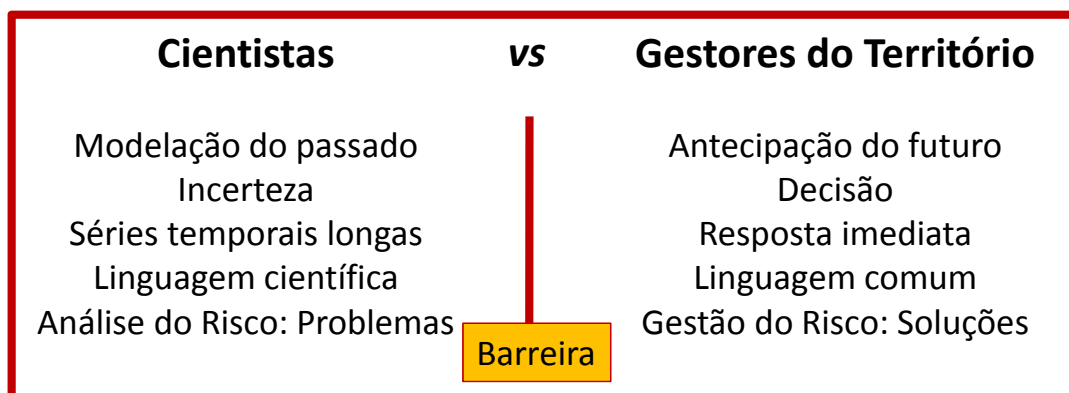 Cientistas vs Gestores do Território
Modelação do passado
Incerteza
Séries temporais longas
Linguagem científica
Análise do Risco: Problemas
Antecipação do futuro
Decisão
Resposta imediata
Linguagem comum
Gestão do Risco: Soluções
Barreira